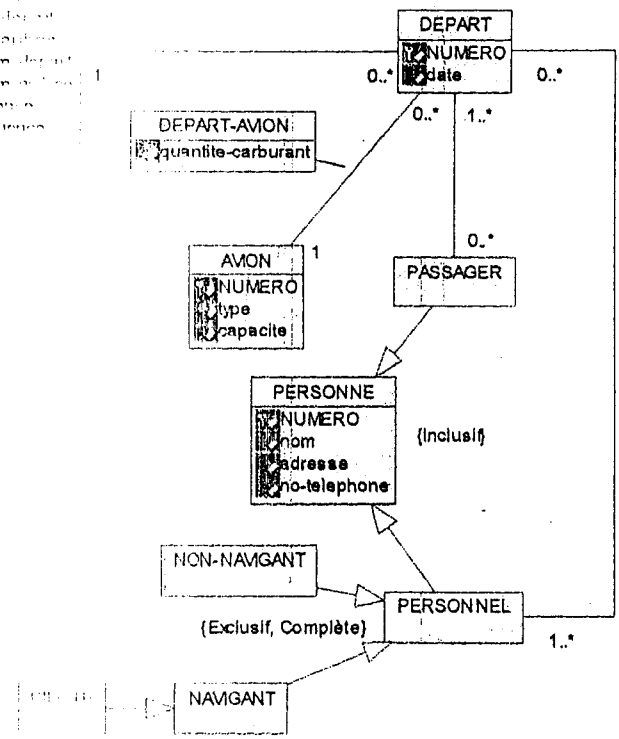 DEPART
NUMERO
date
1
0..*
0..*
0..*
1..*
DEPART-AVION
quantite-carburant
AVION
1
NUMERO
type
capacite
0..*
PASSAGER
PERSONNE
NUMERO
nom
adresse
no-telephone
{Inclusif}
NON-NAVIGANT
PERSONNEL
{Exclusif, Complète}
1..*
NAVIGANT